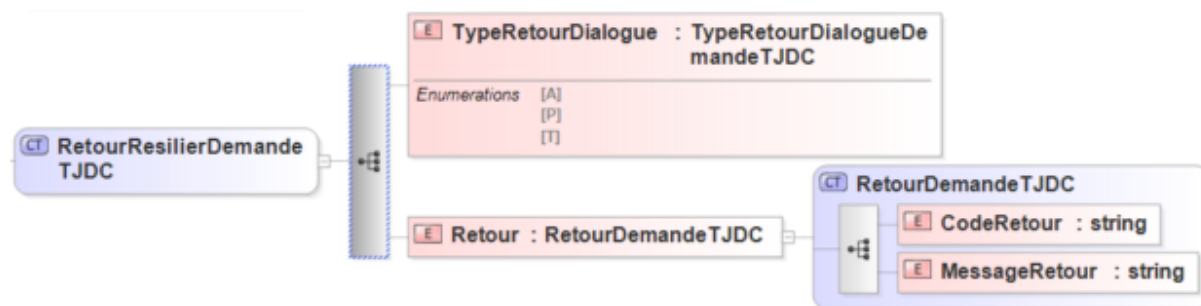 E TypeRetourDialogue : TypeRetourDialogueDe
mandeTJDC
Enumerations [A]
[P]
[T]
CT RetourResilierDemande
TJDC
CT RetourDemandeTJDC
E CodeRetour : string
E Retour : RetourDemandeTJDC
E MessageRetour : string